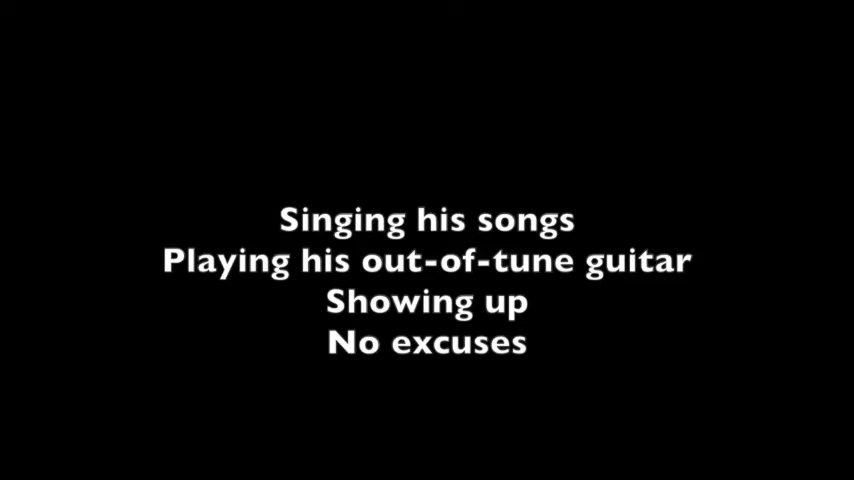 Singing his songs
Playing his out-of-tune guitar
Showing up
No excuses